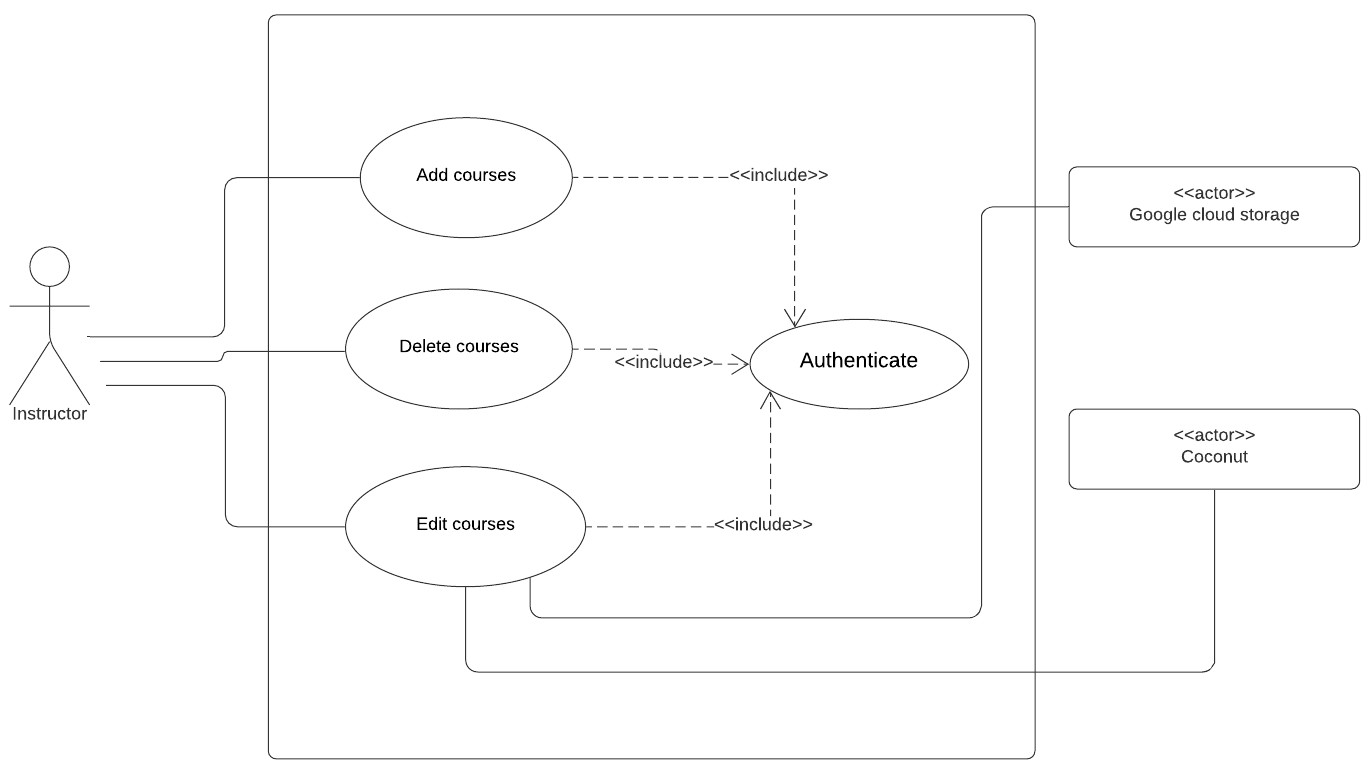 Add courses
<<include>>
<<actor>>
Google cloud storage
Delete courses
<<include>>
Authenticate
Instructor
<<actor>>
Coconut
Edit courses
<<include>>